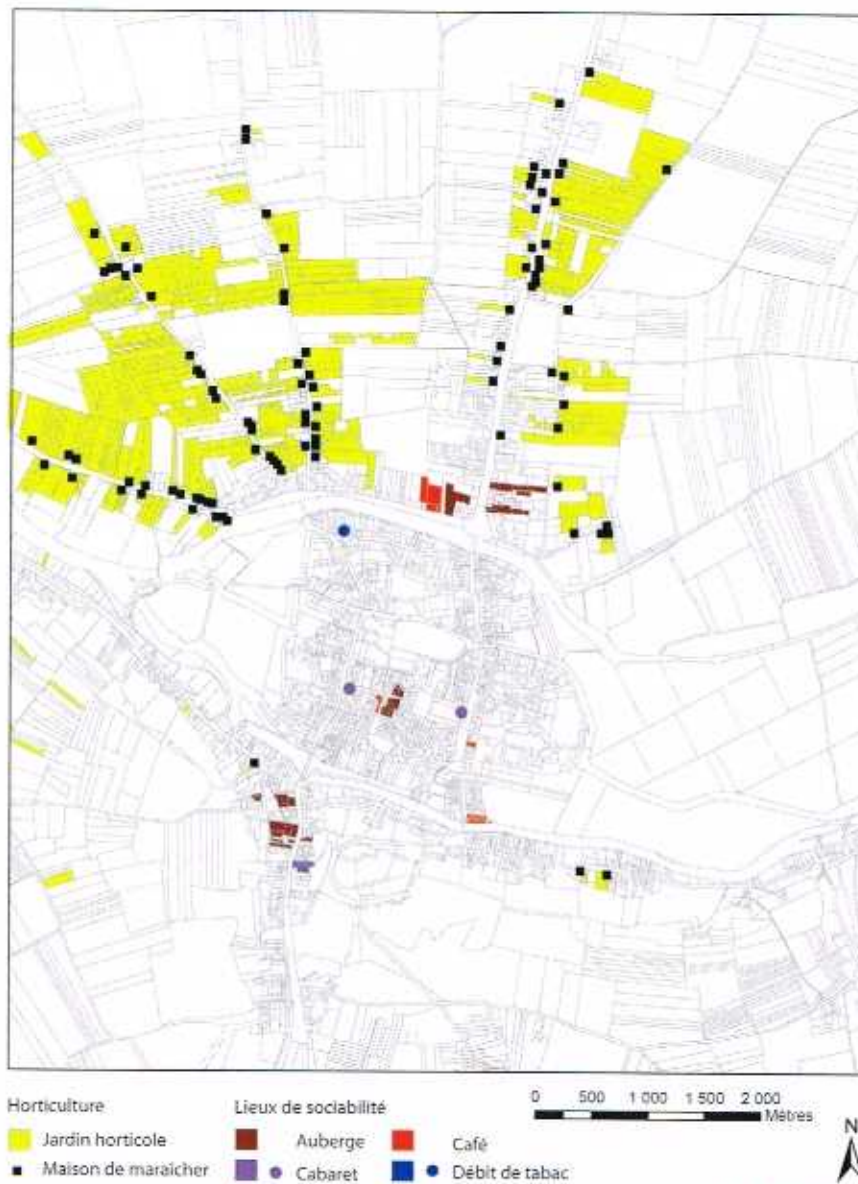 Horticulture
Jardin horticole
Maison de maraîcher
Lieux de sociabilité
Auberge
Café
Cabaret
Débit de tabac
0 500 1 000 1 500 2 000
Mètres
N